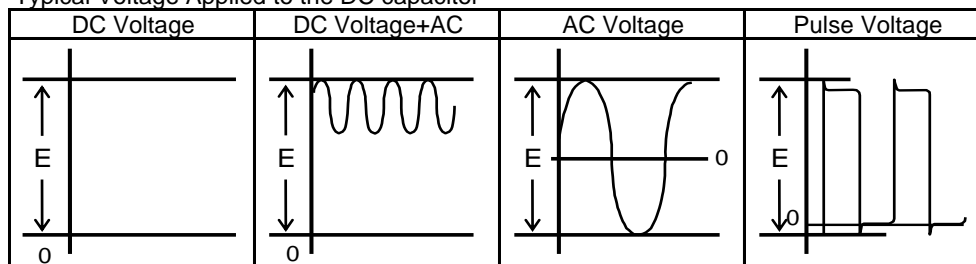 Typical Voltage Applied to the DC capacitor
DC Voltage
DC Voltage+AC
AC Voltage
Pulse Voltage
E
0
E
0
E
0
E
0